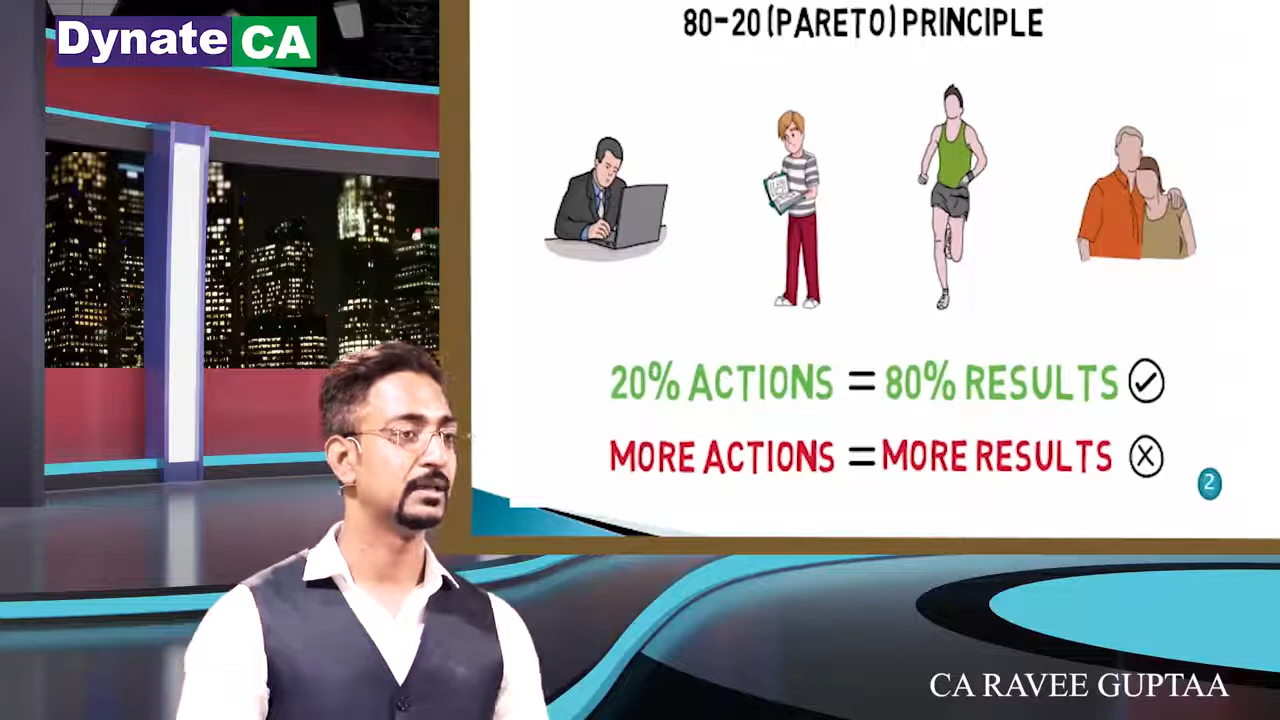 Dynate CA
80-20 (PARETO) PRINCIPLE
20% ACTIONS = 80% RESULTS
MORE ACTIONS = MORE RESULTS
2
CA RAVEE GUPTAA